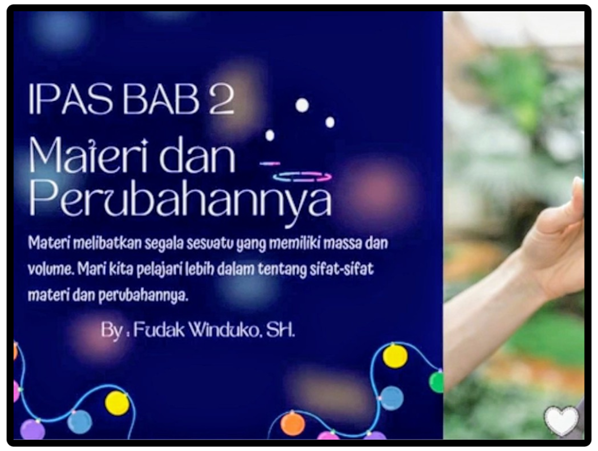 IPAS BAB 2
Materi dan
Perubahannya
Materi melibatkan segala sesuatu yang memiliki massa dan
volume. Mari kita pelajari lebih dalam tentang sifat-sifat
materi dan perubahannya.
By : Fudak Winduko, SH.